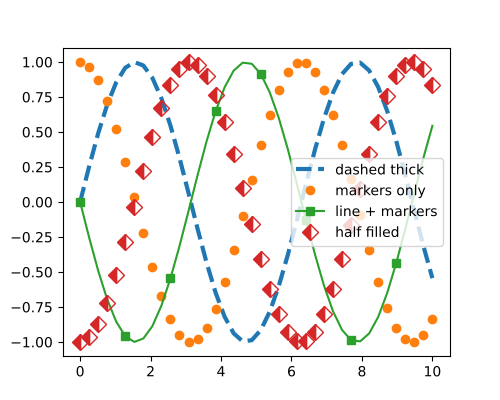 1.00
0.75
0.50
0.25
0.00
−0.25
−0.50
−0.75
−1.00
dashed thick
markers only
line + markers
half filled
0 2 4 6 8 10